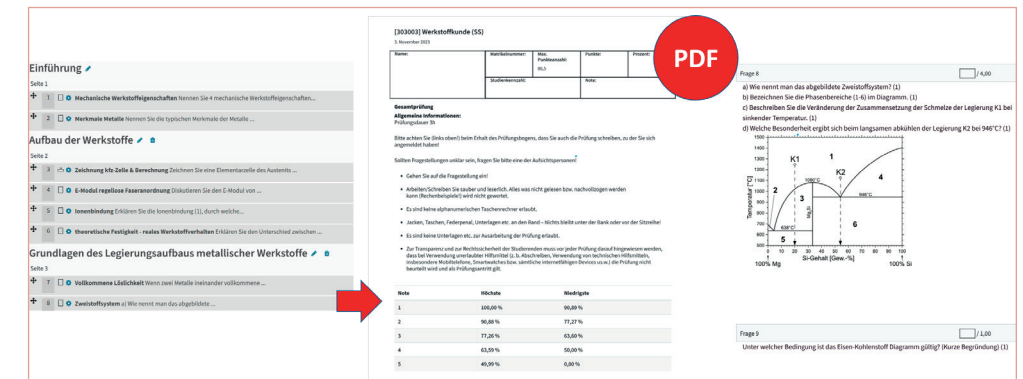 Einführung
Seite 1
1 Mechanische Werkstoffeigenschaften Nennen Sie 4 mechanische Werkstoffeigenschaften...
2 Merkmale Metalle Nennen Sie die typischen Merkmale der Metalle ...
Aufbau der Werkstoffe
Seite 2
3 Zeichnung kfz-Zelle & Berechnung Zeichnen Sie eine Elementarzelle des Austenits ...
4 E-Modul regellose Faseranordnung Diskutieren Sie den E-Modul von ...
5 Ionenbindung Erklären Sie die Ionenbindung (1), durch welche...
6 theoretische Festigkeit - reales Werkstoffverhalten Erklären Sie den Unterschied zwischen ...
Grundlagen des Legierungsaufbaus metallischer Werkstoffe
Seite 3
7 Vollkommene Löslichkeit Wenn zwei Metalle ineinander vollkommene ...
8 Zweistoffsystem a) Wie nennt man das abgebildete ...
[303003] Werkstoffkunde (SS)
3. November 2023
Name: Matrikelnummer: Max. Punkteanzahl: Punkte: Prozent:
90,5
Studienkennzahl: Note:
Gesamtprüfung
Allgemeine Informationen:
Prüfungsdauer 3h
Bitte achten Sie (links oben!) beim Erhalt des Prüfungsbogens, dass Sie auch die Prüfung schreiben, zu der Sie sich
angemeldet haben!
Sollten Fragestellungen unklar sein, fragen Sie bitte eine der Aufsichtspersonen!
• Gehen Sie auf die Fragestellung ein!
• Arbeiten/Schreiben Sie sauber und leserlich. Alles was nicht gelesen bzw. nachvollzogen werden
kann (Rechenbeispiele!) wird nicht gewertet.
• Es sind keine alphanumerischen Taschenrechner erlaubt.
• Jacken, Taschen, Federpenal, Unterlagen etc. an den Rand – Nichts bleibt unter der Bank oder vor der Sitzreihe!
• Es sind keine Unterlagen etc. zur Ausarbeitung der Prüfung erlaubt.
• Zur Transparenz und zur Rechtssicherheit der Studierenden muss vor jeder Prüfung darauf hingewiesen werden,
dass bei Verwendung unerlaubter Hilfsmittel (z. b. Abschreiben, Verwendung von technischen Hilfsmitteln,
insbesondere Mobiltelefone, Smartwatches bzw. sämtliche internetfähigen Devices us.w.) die Prüfung nicht
beurteilt wird und als Prüfungsantritt gilt.
Note Höchste Niedrigste
1 100,00 % 90,89 %
2 90,88 % 77,27 %
3 77,26 % 63,60 %
4 63,59 % 50,00 %
5 49,99 % 0,00 %
PDF
Frage 8 / 4,00
a) Wie nennt man das abgebildete Zweistoffsystem? (1)
b) Bezeichnen Sie die Phasenbereiche (1-6) im Diagramm. (1)
c) Beschreiben Sie die Veränderung der Zusammensetzung der Schmelze der Legierung K1 bei
sinkender Temperatur. (1)
d) Welche Besonderheit ergibt sich beim langsamen abkühlen der Legierung K2 bei 946°C? (1)
1500
1400
1300
1200
1100
1000
900
800
700
600
500
Temperatur [°C]
K1
1
K2
1080°C
946°C
2
3
4
Mg₂Si
638°C
5
6
1 20 40 60 80 100
100% Mg Si-Gehalt [Gew.-%] 100% Si
Frage 9 / 1,00
Unter welcher Bedingung ist das Eisen-Kohlenstoff Diagramm gültig? (Kurze Begründung) (1)